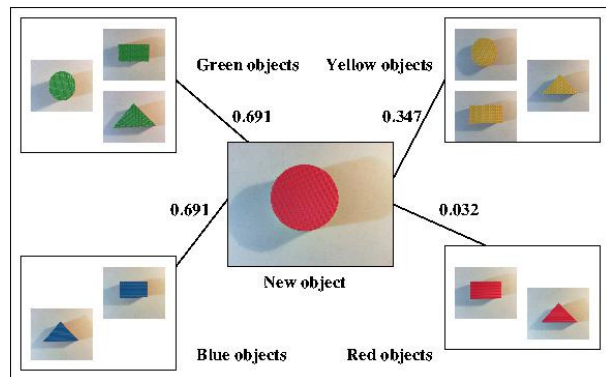 Green objects
Yellow objects
0.691
0.347
0.691
0.032
New object
Blue objects
Red objects